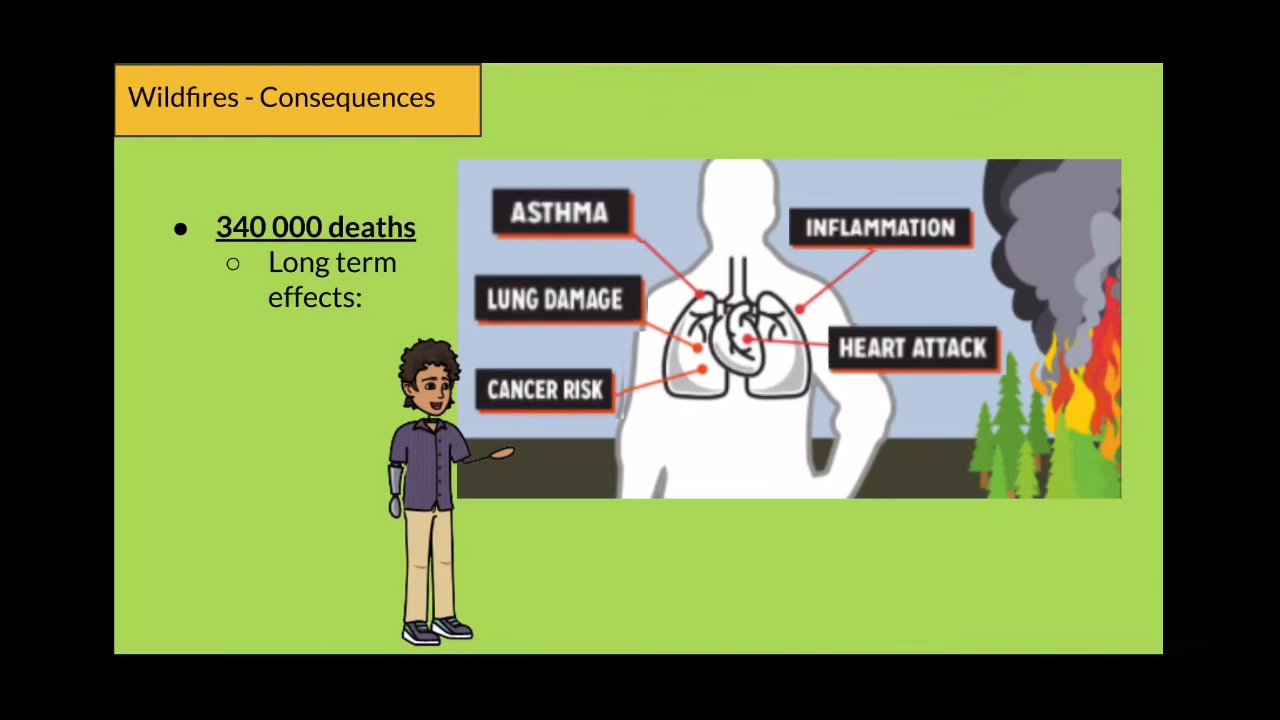 Wildfires - Consequences
● 340 000 deaths
○ Long term
effects:
ASTHMA
INFLAMMATION
LUNG DAMAGE
HEART ATTACK
CANCER RISK